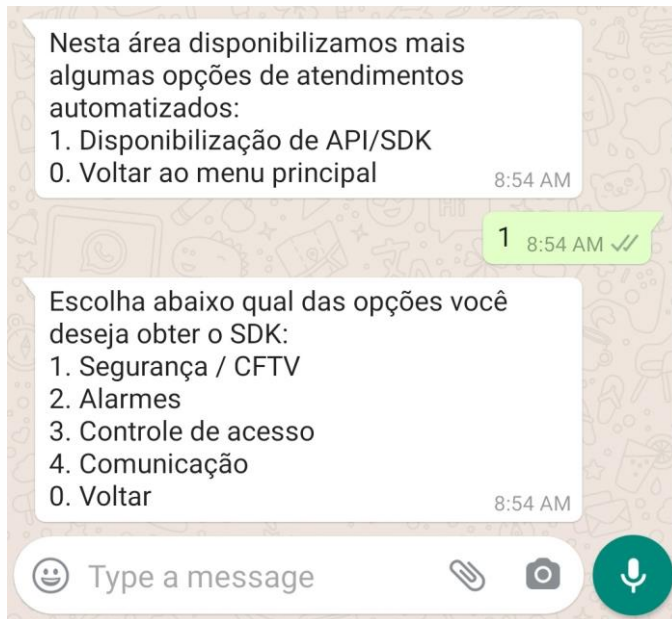 Nesta área disponibilizamos mais
algumas opções de atendimentos
automatizados:
1. Disponibilização de API/SDK
0. Voltar ao menu principal
8:54 AM
1 8:54 AM
Escolha abaixo qual das opções você
deseja obter o SDK:
1. Segurança / CFTV
2. Alarmes
3. Controle de acesso
4. Comunicação
0. Voltar
8:54 AM
Type a message